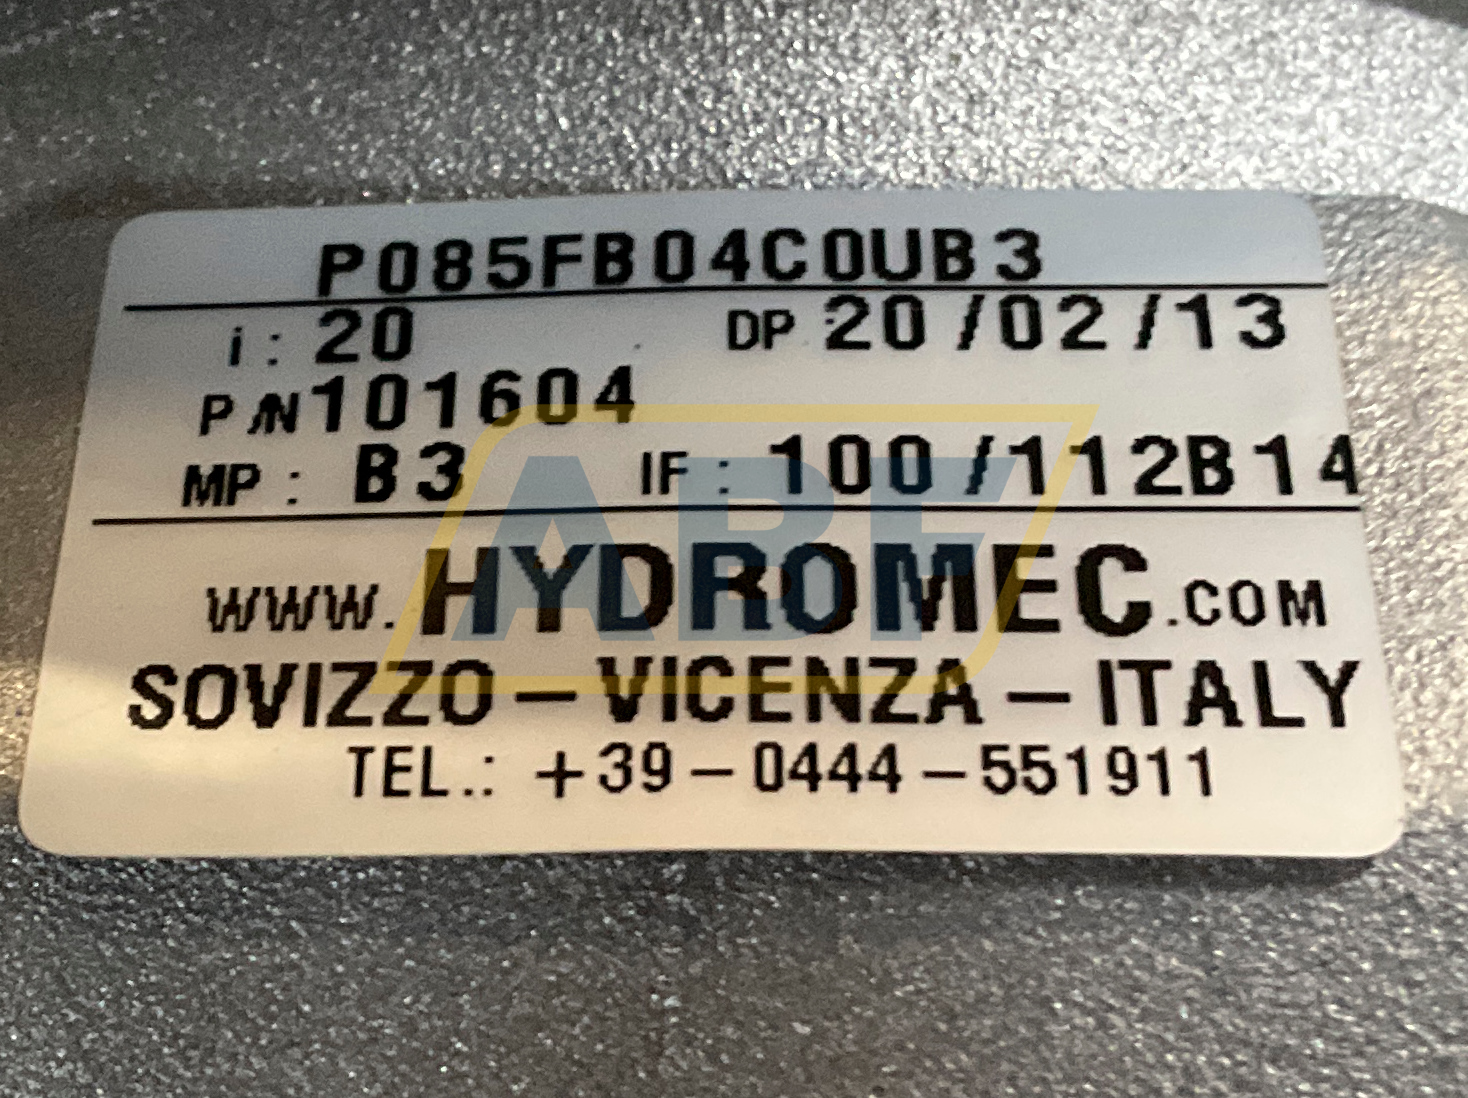 P085FB04C0UB3
i : 20 DP : 20/02/13
P/N 101604
MP : B3 IF : 100/112B14
www.HYDROMEC.COM
SOVIZZO - VICENZA - ITALY
TEL.: +39-0444-551911
ABF